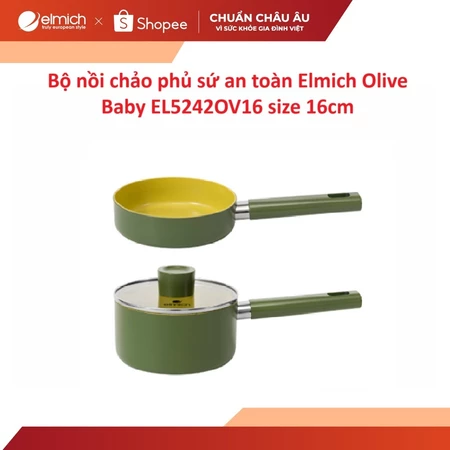 elmich
truly european style
×
S Shopee
CHUẨN CHÂU ÂU
VÌ SỨC KHỎE GIA ĐÌNH VIỆT
Bộ nồi chảo phủ sứ an toàn Elmich Olive
Baby EL5242OV16 size 16cm
elmich